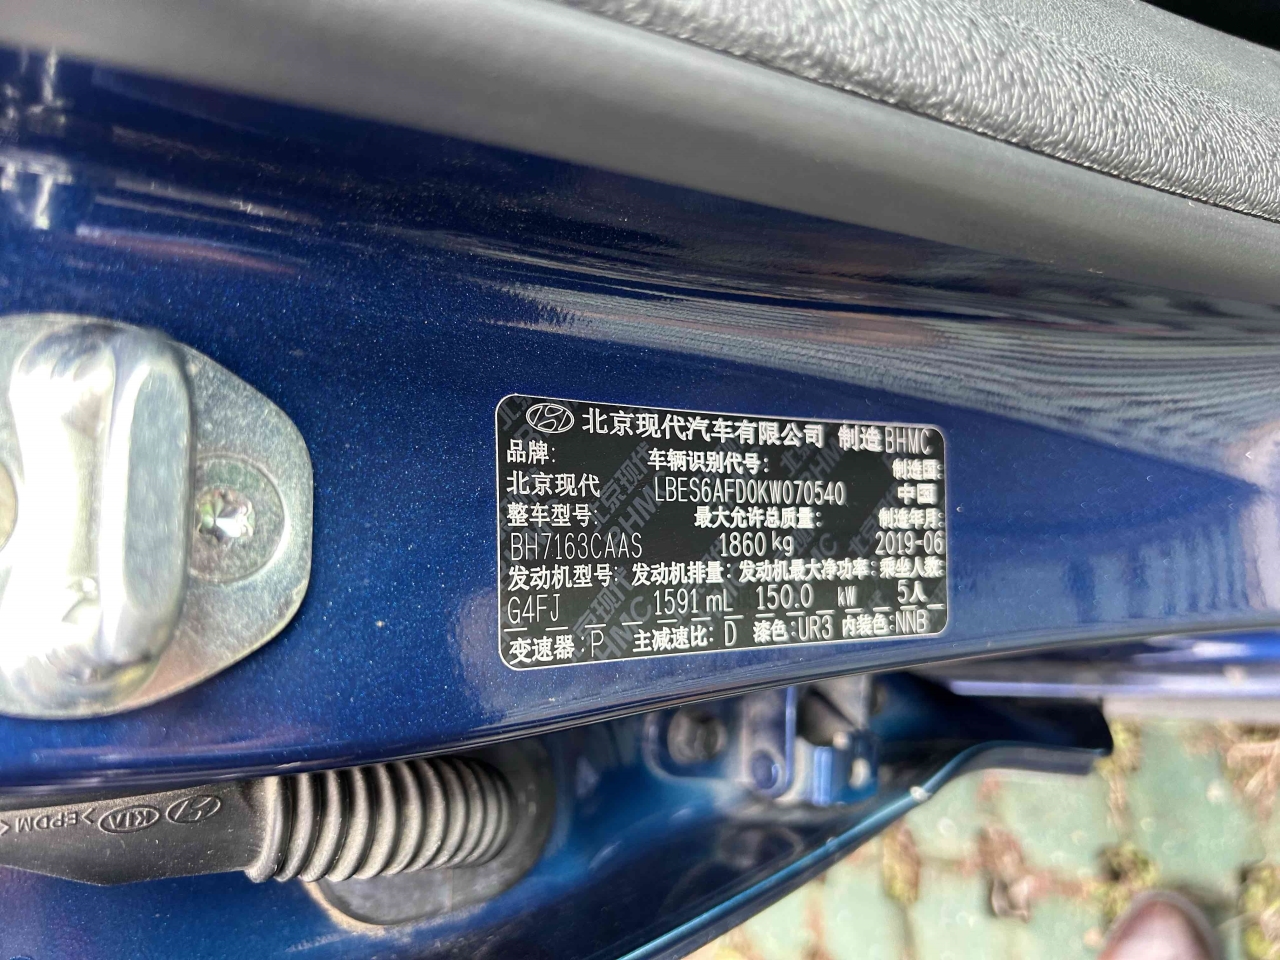 北京现代汽车有限公司 制造 BHMC
品牌: 车辆识别代号: 制造国:
北京现代 LBES6AFD0KW070540 中国
整车型号: 最大允许总质量: 制造年月:
BH7163CAAS 1860 kg 2019-06
发动机型号: 发动机排量: 发动机最大净功率: 乘坐人数:
G4FJ 1591 mL 150.0 kW 5人
变速器: P 主减速比: D 漆色: UR3 内装色: NNB
>EPDM< KIA